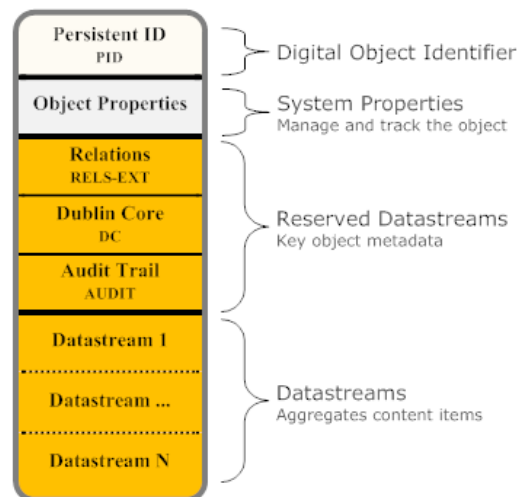 Persistent ID
PID
Digital Object Identifier
Object Properties
System Properties
Manage and track the object
Relations
RELS-EXT
Dublin Core
DC
Reserved Datastreams
Key object metadata
Audit Trail
AUDIT
Datastream 1
Datastream ...
Datastreams
Aggregates content items
Datastream N